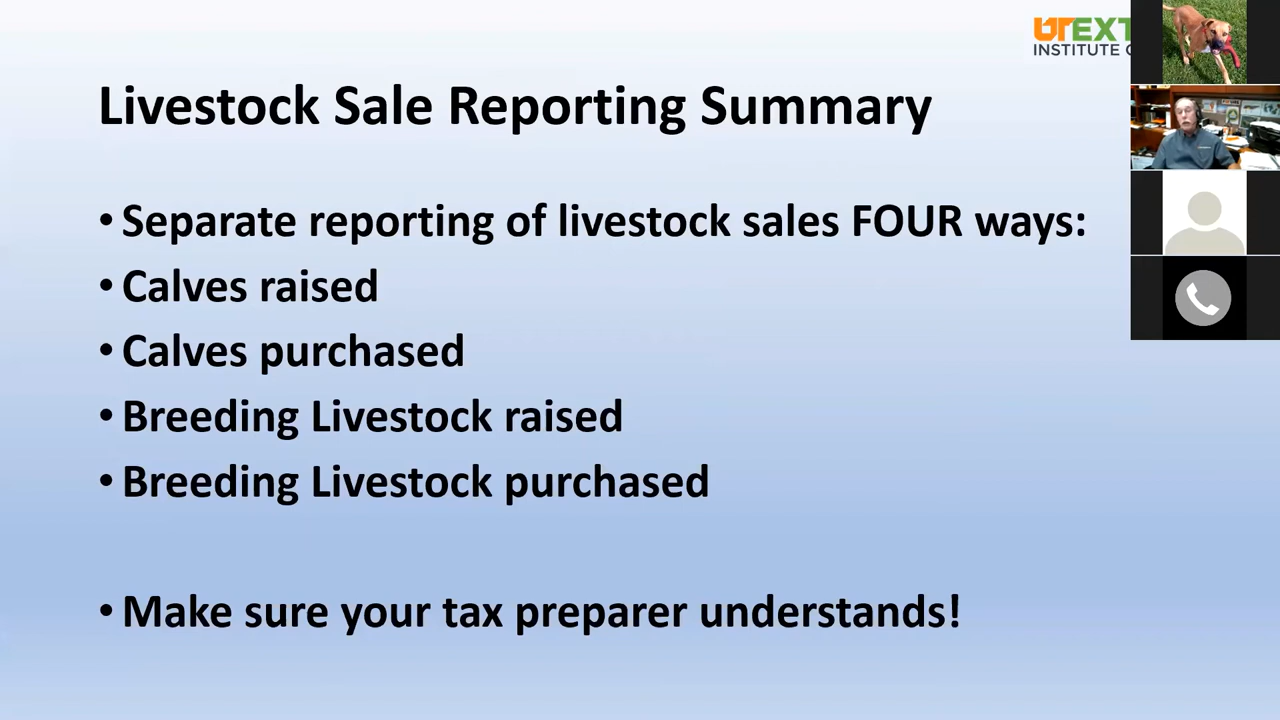 UTEXT
INSTITUTE
Livestock Sale Reporting Summary
• Separate reporting of livestock sales FOUR ways:
• Calves raised
• Calves purchased
• Breeding Livestock raised
• Breeding Livestock purchased
• Make sure your tax preparer understands!